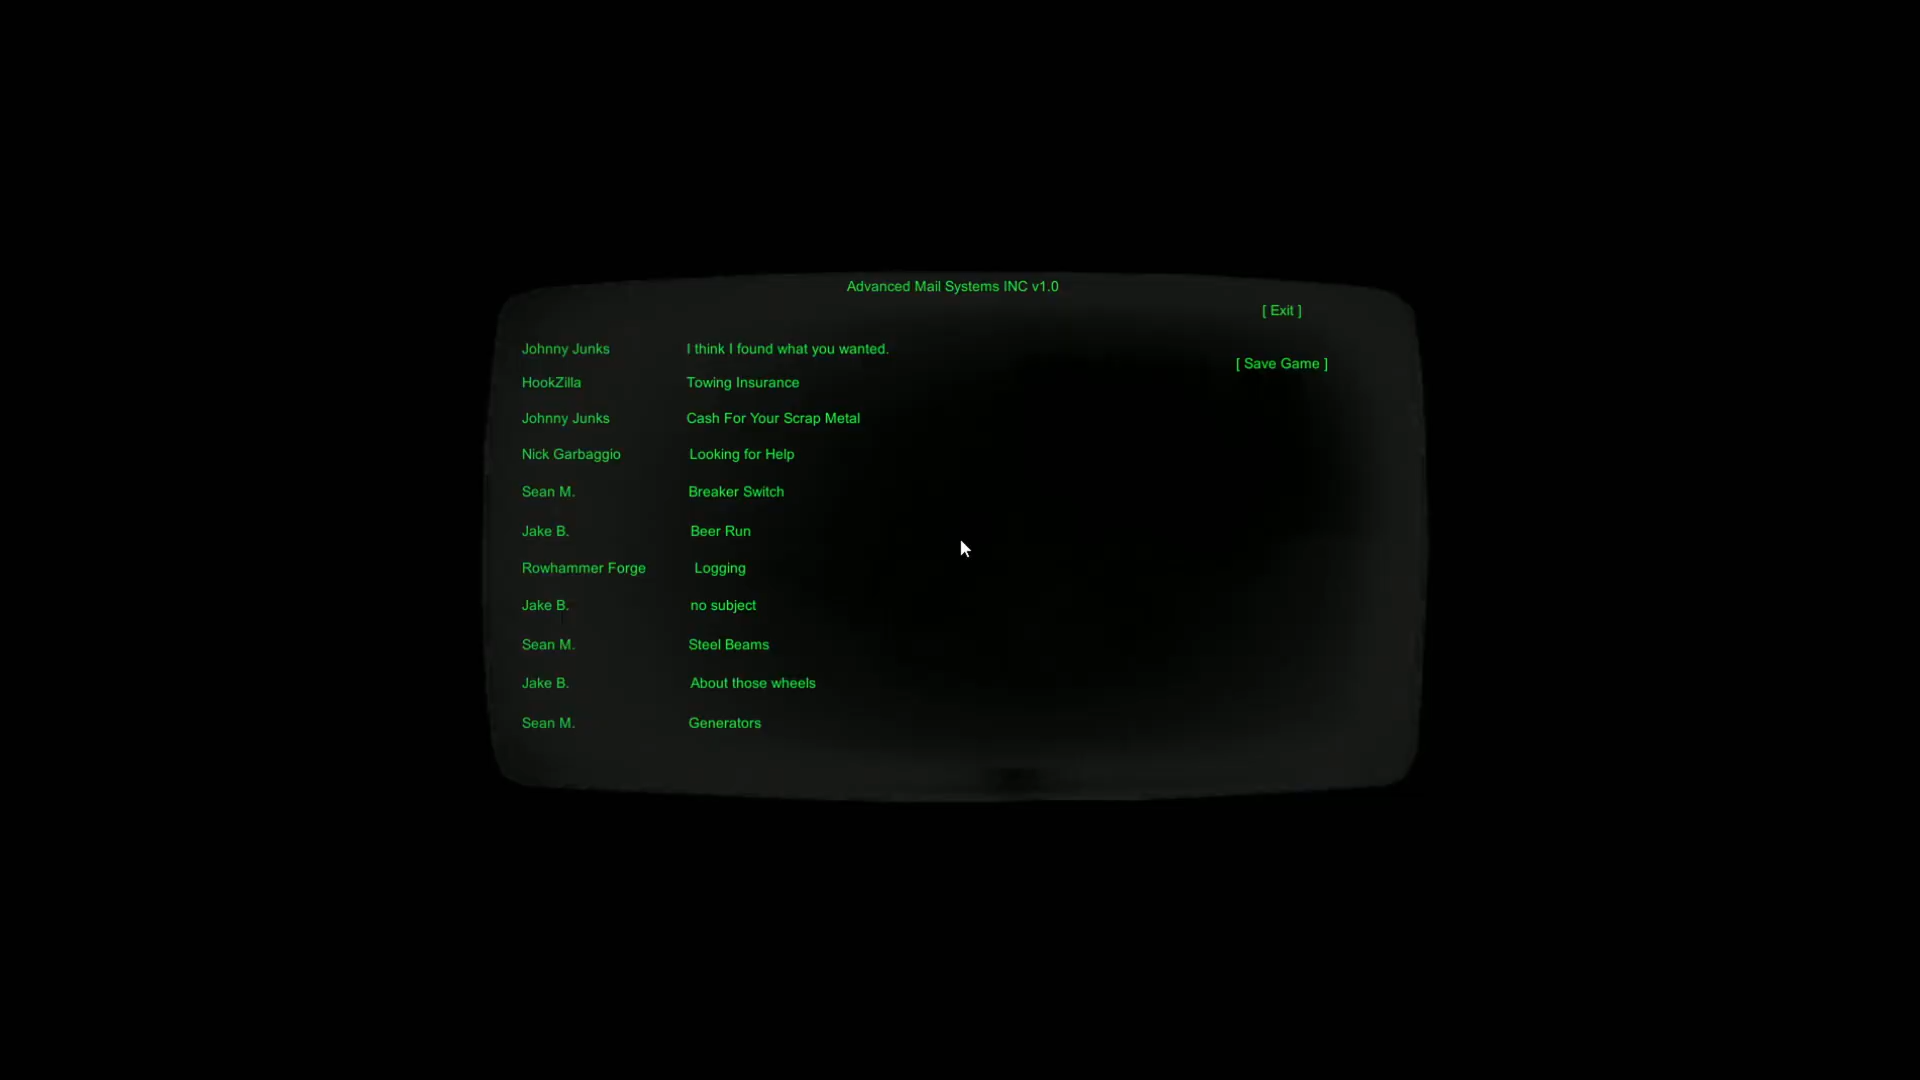 Advanced Mail Systems INC v1.0
[ Exit ]
Johnny Junks I think I found what you wanted.
[ Save Game ]
HookZilla Towing Insurance
Johnny Junks Cash For Your Scrap Metal
Nick Garbaggio Looking for Help
Sean M. Breaker Switch
Jake B. Beer Run
Rowhammer Forge Logging
Jake B. no subject
Sean M. Steel Beams
Jake B. About those wheels
Sean M. Generators